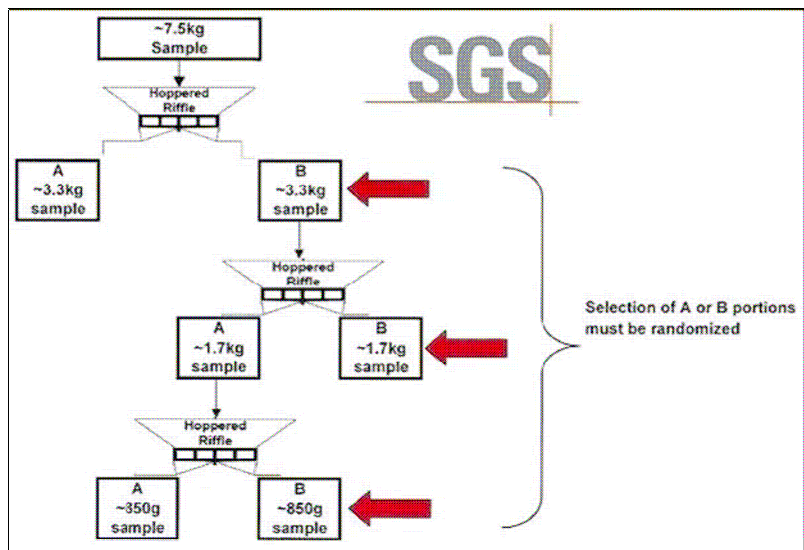 ~7.5kg
Sample
SGS
Hoppered
Riffle
A
~3.3kg
sample
B
~3.3kg
sample
Hoppered
Riffle
Selection of A or B portions
must be randomized
A
~1.7kg
sample
B
~1.7kg
sample
Hoppered
Riffle
A
~350g
sample
B
~850g
sample